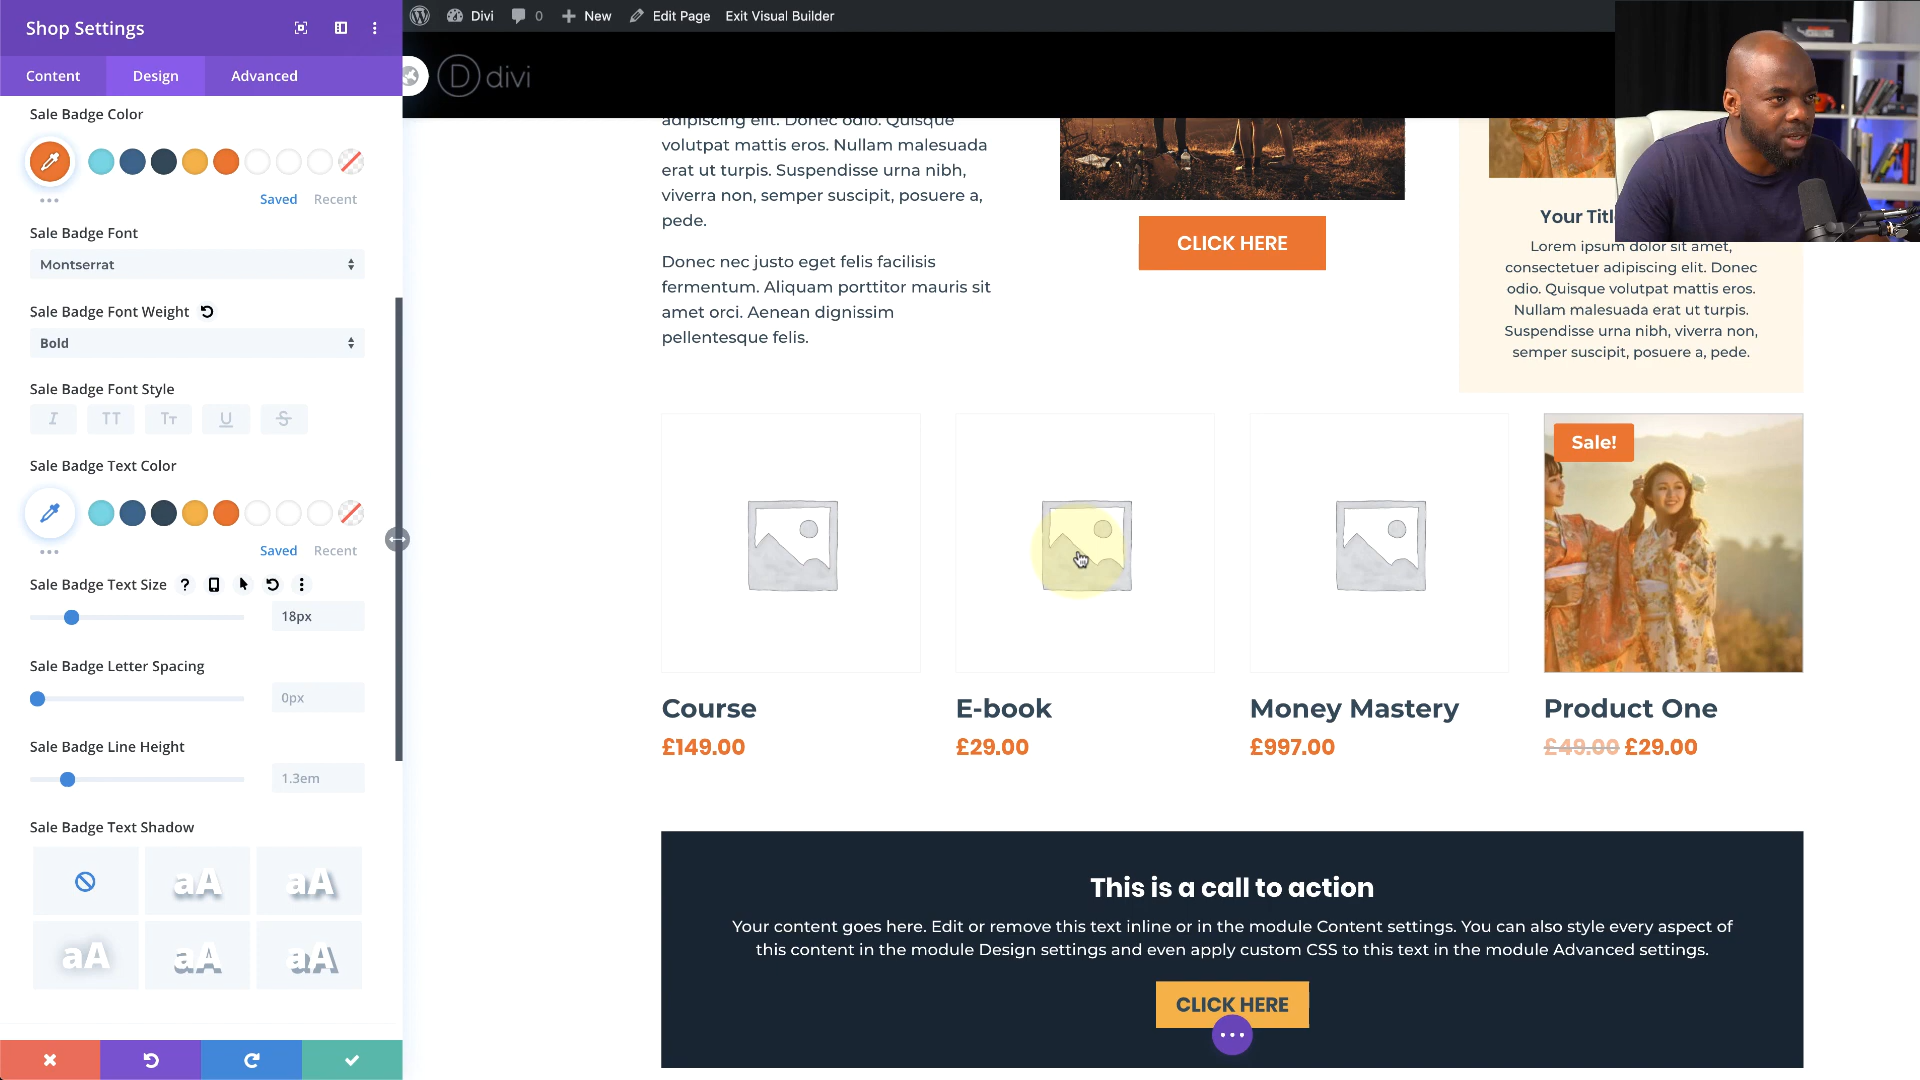 Shop Settings
Content
Design
Advanced
Sale Badge Color
Saved
Recent
Sale Badge Font
Montserrat
Sale Badge Font Weight
Bold
Sale Badge Font Style
I
TT
Tт
U
S
Sale Badge Text Color
Saved
Recent
Sale Badge Text Size
?
18px
Sale Badge Letter Spacing
0px
Sale Badge Line Height
1.3em
Sale Badge Text Shadow
aA
aA
aA
aA
aA
Divi
0
New
Edit Page
Exit Visual Builder
D divi
adipiscing elit. Donec odio. Quisque
volutpat mattis eros. Nullam malesuada
erat ut turpis. Suspendisse urna nibh,
viverra non, semper suscipit, posuere a,
pede.
Donec nec justo eget felis facilisis
fermentum. Aliquam porttitor mauris sit
amet orci. Aenean dignissim
pellentesque felis.
CLICK HERE
Your Titl
Lorem ipsum dolor sit amet,
consectetuer adipiscing elit. Donec
odio. Quisque volutpat mattis eros.
Nullam malesuada erat ut turpis.
Suspendisse urna nibh, viverra non,
semper suscipit, posuere a, pede.
Sale!
Course
£149.00
E-book
£29.00
Money Mastery
£997.00
Product One
£49.00 £29.00
This is a call to action
Your content goes here. Edit or remove this text inline or in the module Content settings. You can also style every aspect of
this content in the module Design settings and even apply custom CSS to this text in the module Advanced settings.
CLICK HERE